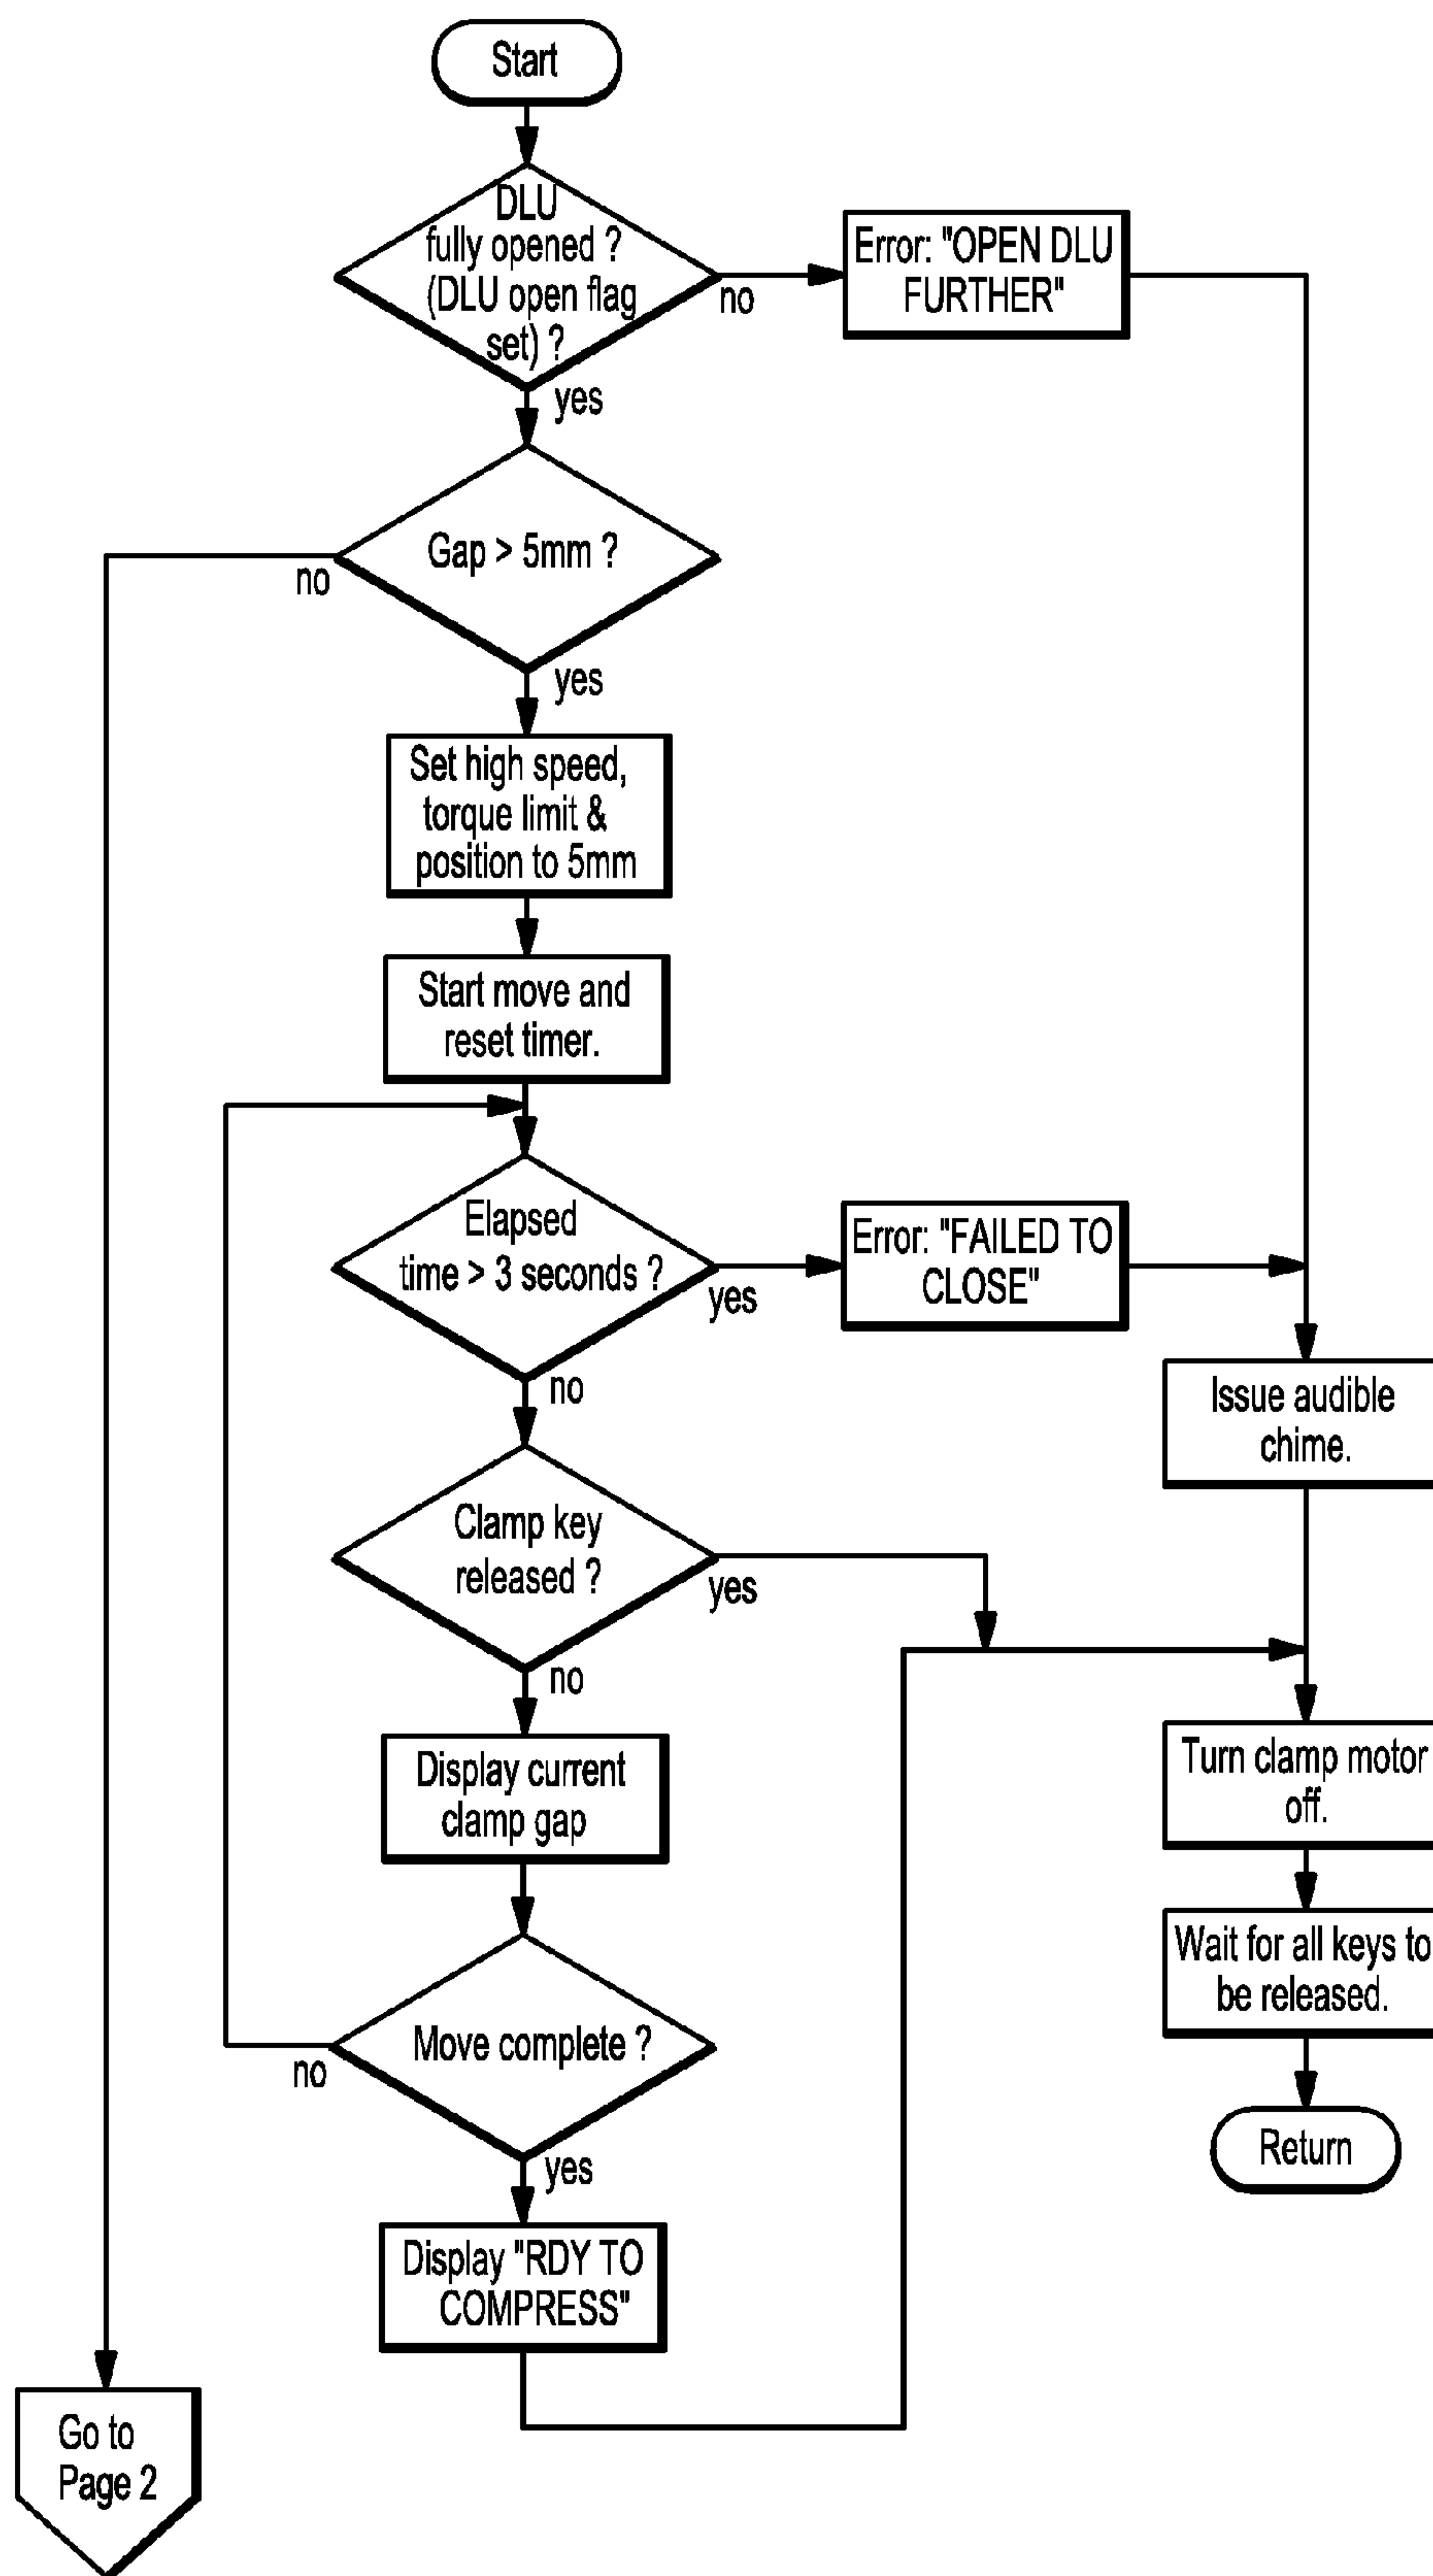 Start
DLU
fully opened ?
(DLU open flag
set) ?
no
yes
Error: "OPEN DLU
FURTHER"
Gap > 5mm ?
no
yes
Set high speed,
torque limit &
position to 5mm
Start move and
reset timer.
Elapsed
time > 3 seconds ?
yes
no
Error: "FAILED TO
CLOSE"
Issue audible
chime.
Clamp key
released ?
yes
no
Display current
clamp gap
Turn clamp motor
off.
Wait for all keys to
be released.
Move complete ?
no
yes
Return
Display "RDY TO
COMPRESS"
Go to
Page 2